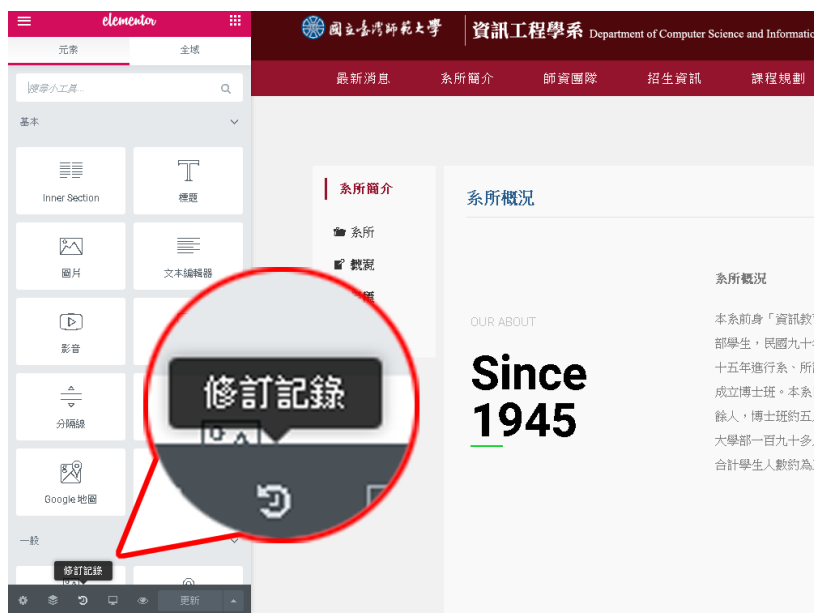 elementor
元素
全域
搜尋小工具...
基本
Inner Section
標題
圖片
文本編輯器
影音
分隔線
Google 地圖
一般
修訂記錄
更新
修訂記錄
國立臺灣師範大學
資訊工程學系 Department of Computer Science and Informatio
最新消息
系所簡介
師資團隊
招生資訊
課程規劃
系所簡介
系所
系所概況
OUR ABOUT
Since
1945
系所概況
本系前身「資訊教
部學生,民國九十
十五年進行系、所
成立博士班。本系
餘人,博士班約五
大學部一百九十多
合計學生人數約為